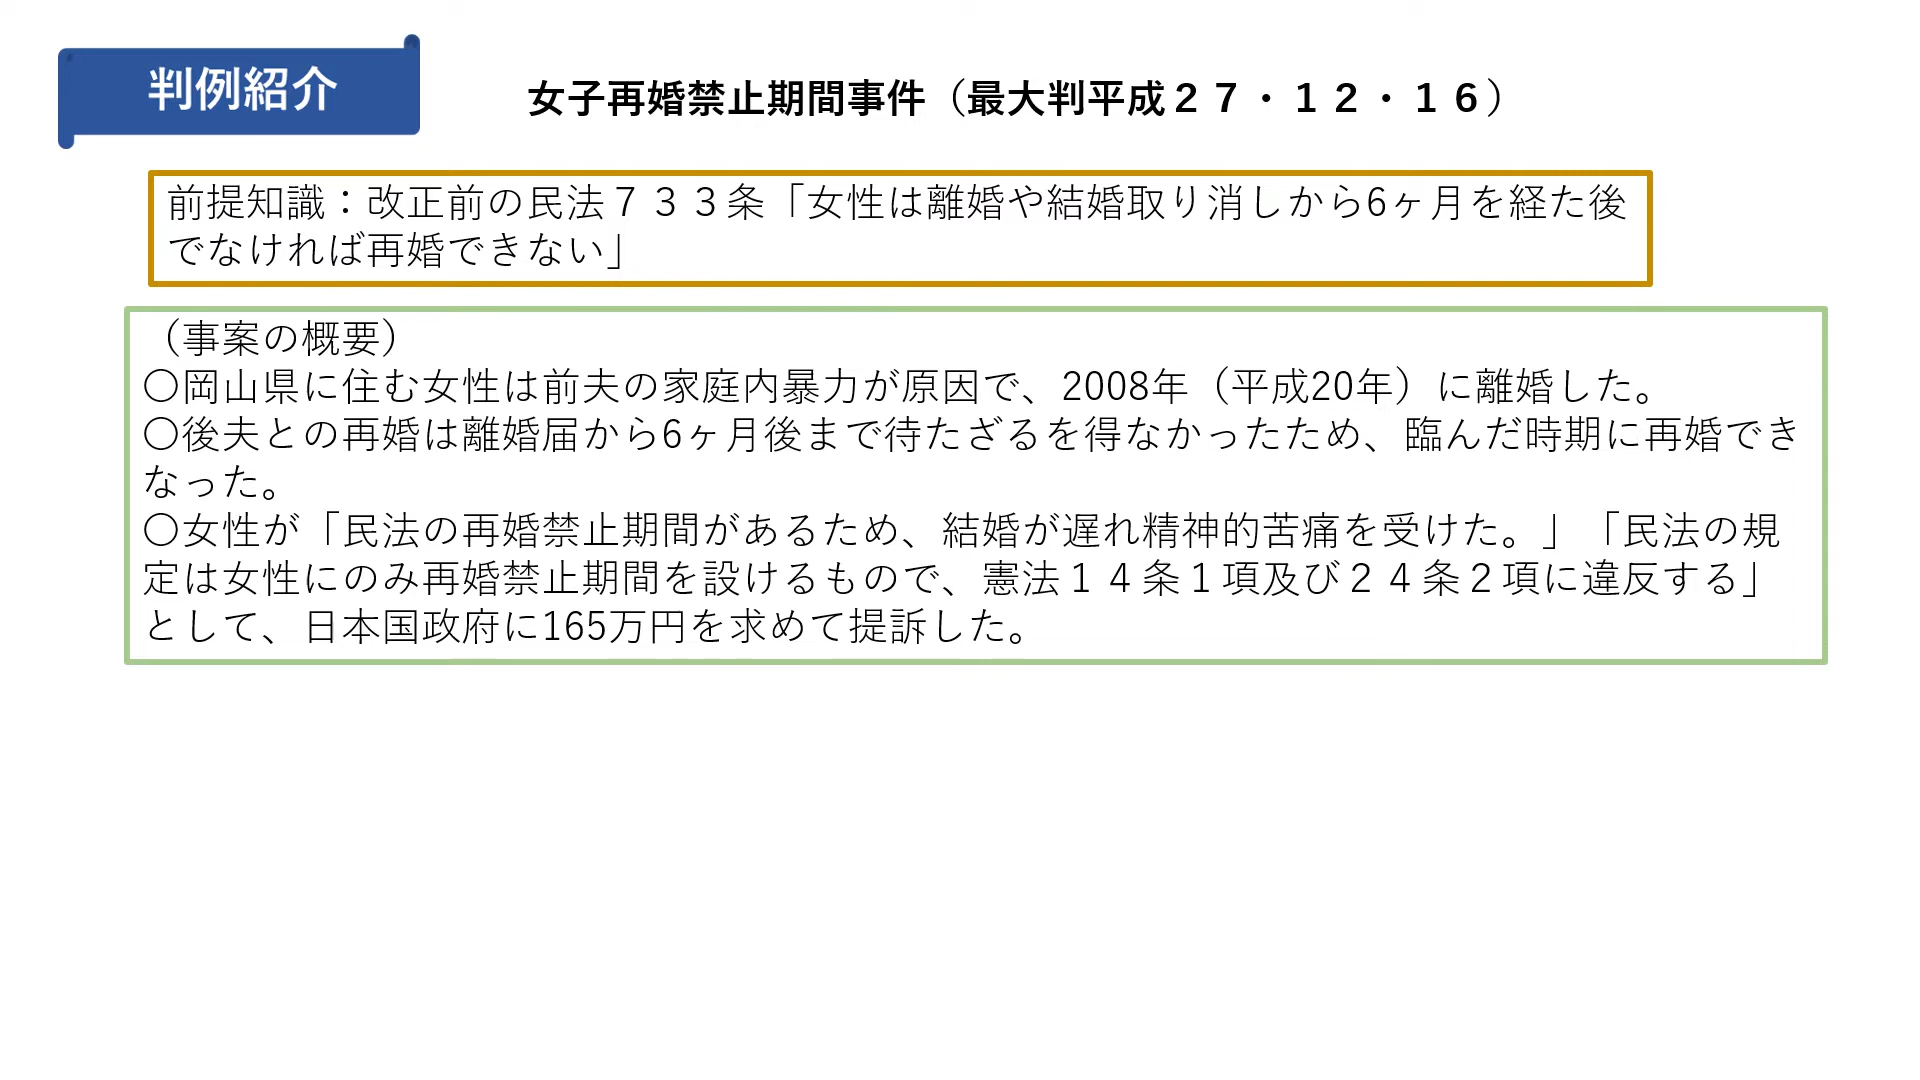 判例紹介
女子再婚禁止期間事件（最大判平成２７・１２・１６）
前提知識：改正前の民法７３３条「女性は離婚や結婚取り消しから6ヶ月を経た後
でなければ再婚できない」
（事案の概要）
〇岡山県に住む女性は前夫の家庭内暴力が原因で、2008年（平成20年）に離婚した。
〇後夫との再婚は離婚届から6ヶ月後まで待たざるを得なかったため、臨んだ時期に再婚でき
なった。
〇女性が「民法の再婚禁止期間があるため、結婚が遅れ精神的苦痛を受けた。」「民法の規
定は女性にのみ再婚禁止期間を設けるもので、憲法１４条１項及び２４条２項に違反する」
として、日本国政府に165万円を求めて提訴した。